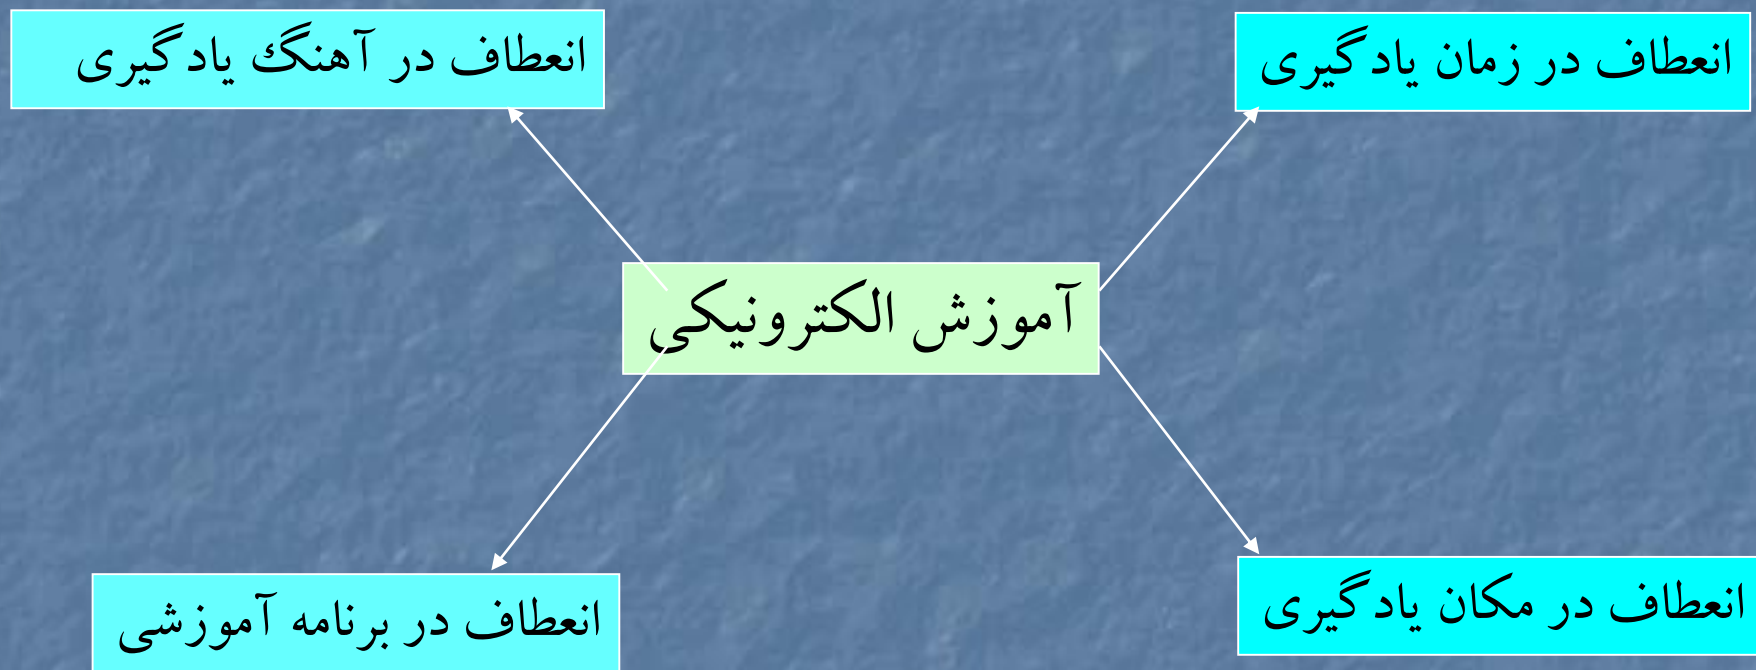 انعطاف در زمان یادگیری
انعطاف در آهنگ یادگیری
آموزش الکترونیکی
انعطاف در مکان یادگیری
انعطاف در برنامه آموزشی